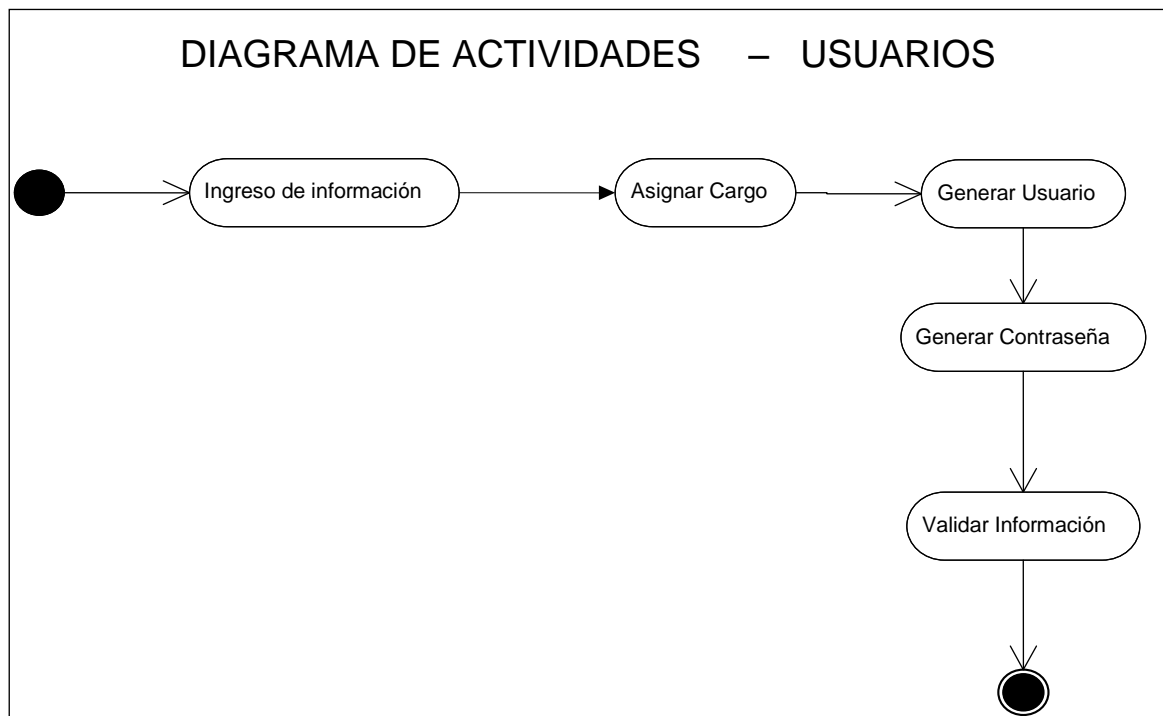 DIAGRAMA DE ACTIVIDADES – USUARIOS
Ingreso de información
Asignar Cargo
Generar Usuario
Generar Contraseña
Validar Información